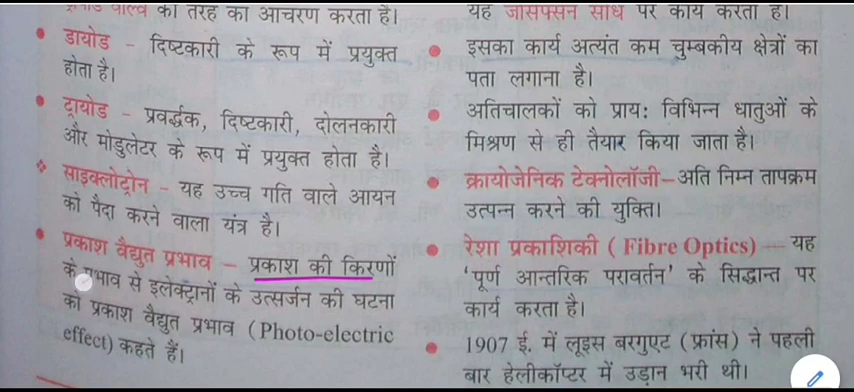 वाल्व की तरह का आचरण करता है।
• डायोड – दिष्टकारी के रूप में प्रयुक्त
होता है।
• ट्रायोड – प्रवर्द्धक, दिष्टकारी, दोलनकारी
और मोडुलेटर के रूप में प्रयुक्त होता है।
❖ साइक्लोट्रोन – यह उच्च गति वाले आयन
को पैदा करने वाला यंत्र है।
• प्रकाश वैद्युत प्रभाव – प्रकाश की किरणों
के प्रभाव से इलेक्ट्रानों के उत्सर्जन की घटना
को प्रकाश वैद्युत प्रभाव (Photo-electric
effect) कहते हैं।
यह जोसेफ्सन संधि पर कार्य करता है।
• इसका कार्य अत्यंत कम चुम्बकीय क्षेत्रों का
पता लगाना है।
• अतिचालकों को प्राय: विभिन्न धातुओं के
मिश्रण से ही तैयार किया जाता है।
• क्रायोजेनिक टेक्नोलॉजी–अति निम्न तापक्रम
उत्पन्न करने की युक्ति।
• रेशा प्रकाशिकी ( Fibre Optics) — यह
‘पूर्ण आन्तरिक परावर्तन’ के सिद्धान्त पर
कार्य करता है।
• 1907 ई. में लूइस बरगुएट (फ्रांस) ने पहली
बार हेलीकॉप्टर में उड़ान भरी थी।